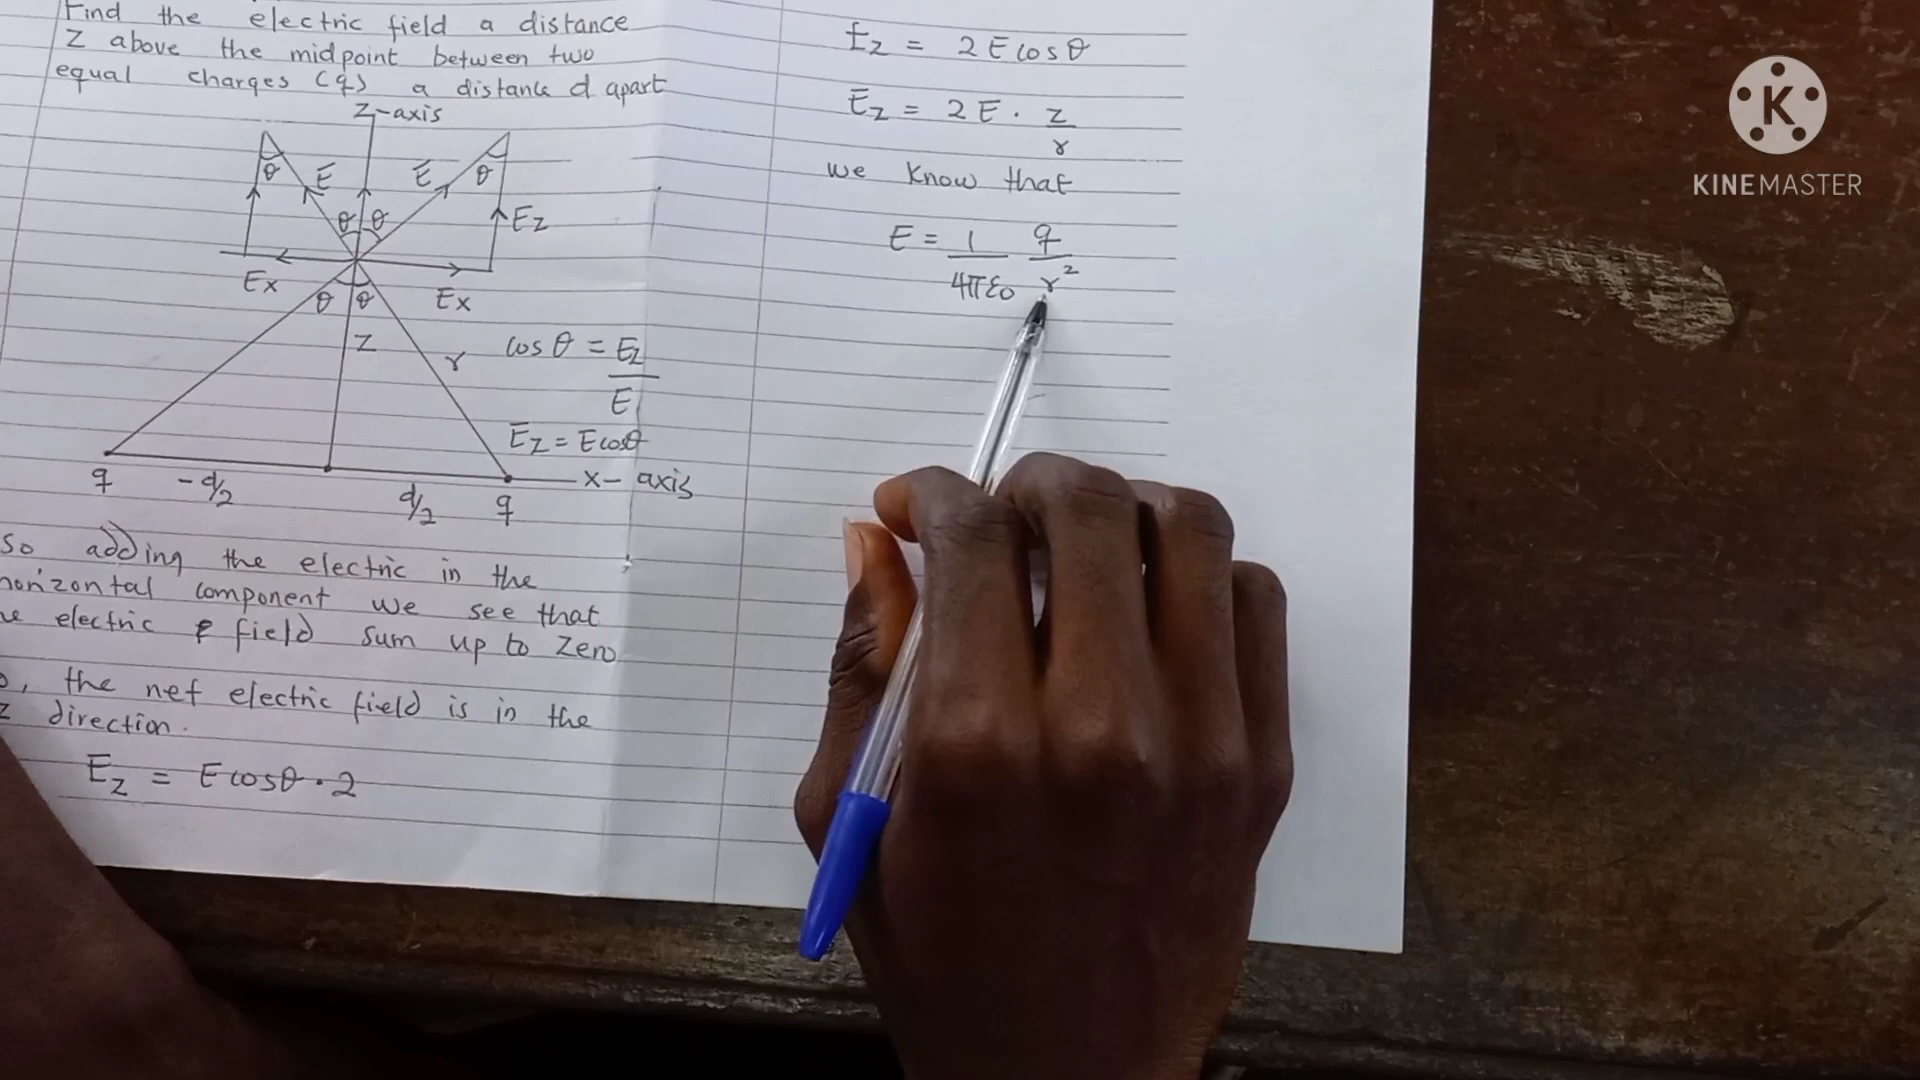 Find the electric field a distance
Z above the midpoint between two
equal charges (q) a distance d apart
Z-axis
θ E E θ
θ θ Ez
Ex Ex
θ θ
Z r
cos θ = Ez
E
Ez = E cosθ
q -d/2 d/2 q x-axis
so adding the electric in the
horizontal component we see that
electric field sum up to zero
the net electric field is in the
z direction.
Ez = E cosθ . 2
Ez = 2 E cosθ
Ez = 2E . z
r
we know that
E = 1 q
4πε0 r²
K
KINEMASTER